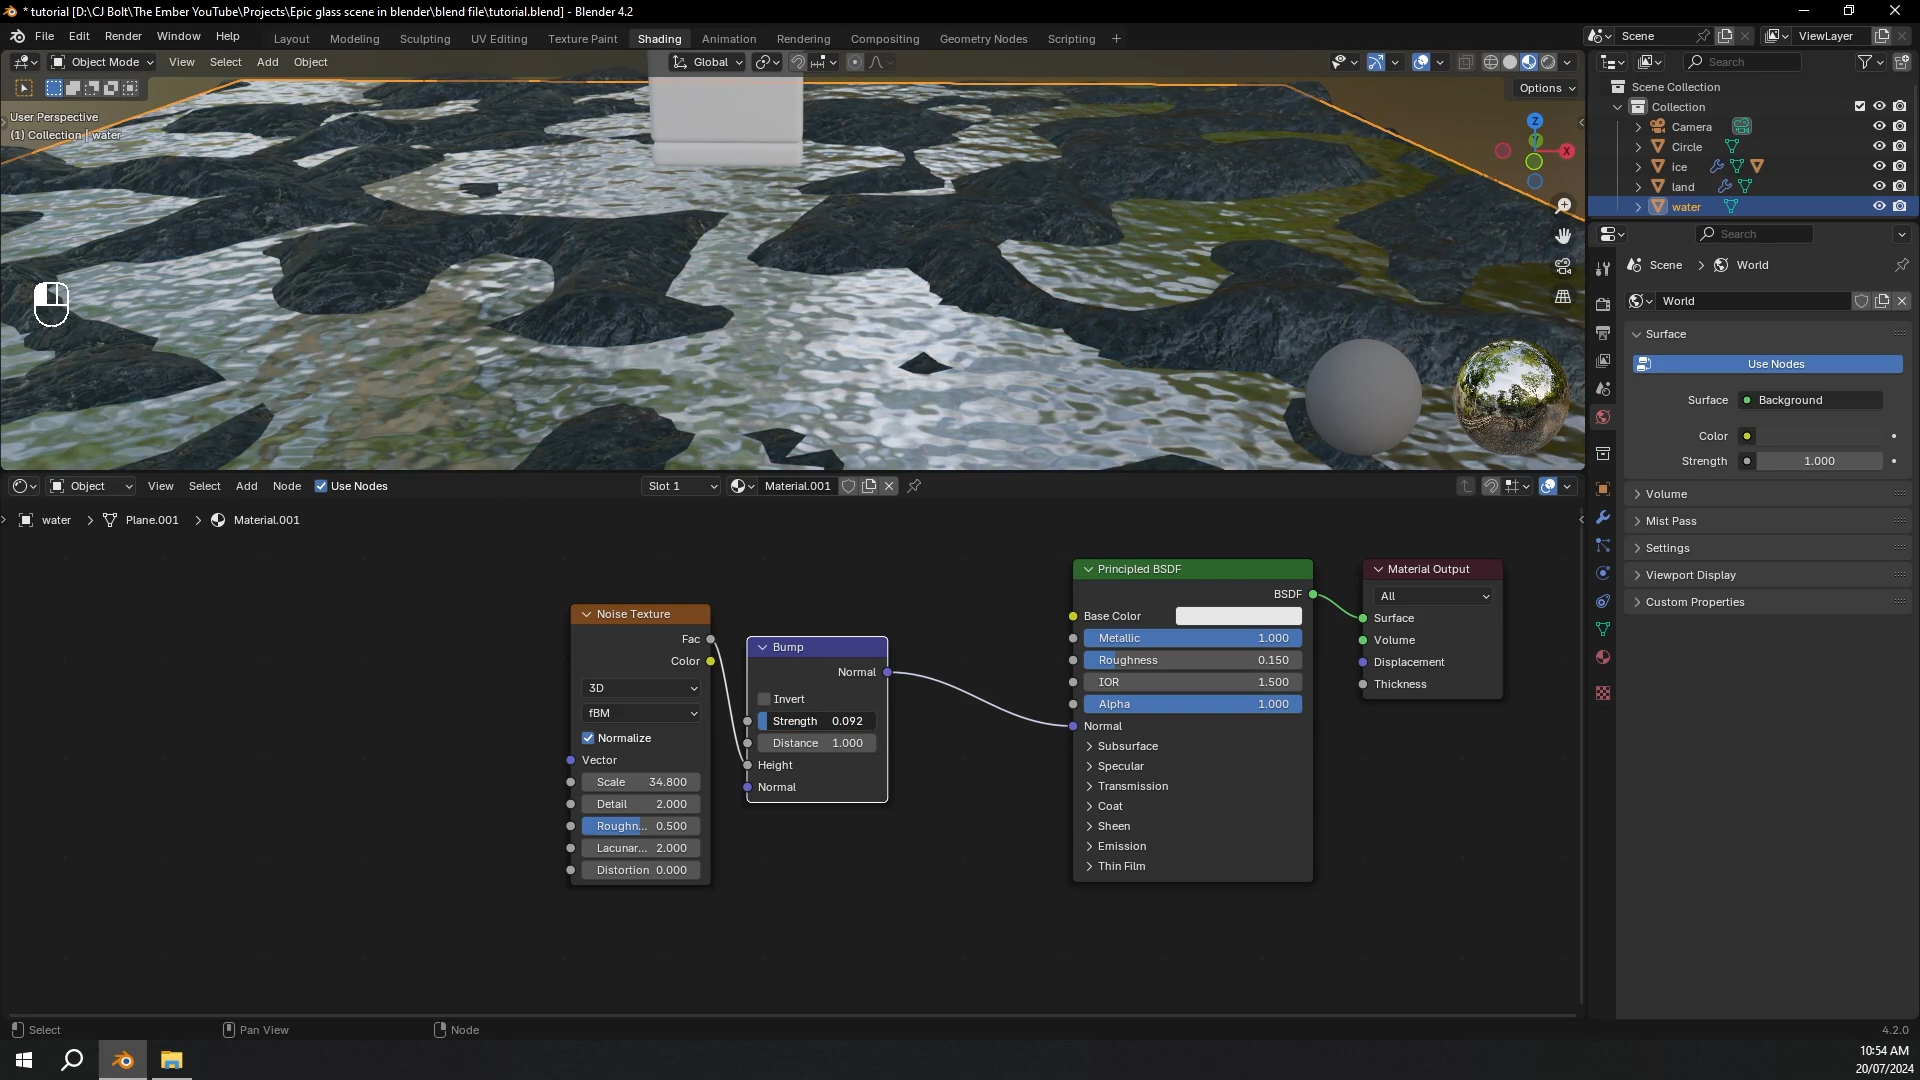 * tutorial [D:\CJ Bolt\The Ember YouTube\Projects\Epic glass scene in blender\blend file\tutorial.blend] - Blender 4.2
File Edit Render Window Help Layout Modeling Sculpting UV Editing Texture Paint Shading Animation Rendering Compositing Geometry Nodes Scripting + Scene ViewLayer
Object Mode View Select Add Object Global Search
Options
User Perspective
(1) Collection | water
Z
X
Scene Collection
Collection
Camera
Circle
ice
land
water
Search
Scene > World
World
Surface
Use Nodes
Surface Background
Color
Strength 1.000
Volume
Mist Pass
Settings
Viewport Display
Custom Properties
Object View Select Add Node Use Nodes Slot 1 Material.001
water > Plane.001 > Material.001
Noise Texture
Fac
Color
3D
fBM
Normalize
Vector
Scale 34.800
Detail 2.000
Roughn... 0.500
Lacunar... 2.000
Distortion 0.000
Bump
Normal
Invert
Strength 0.092
Distance 1.000
Height
Normal
Principled BSDF
BSDF
Base Color
Metallic 1.000
Roughness 0.150
IOR 1.500
Alpha 1.000
Normal
Subsurface
Specular
Transmission
Coat
Sheen
Emission
Thin Film
Material Output
All
Surface
Volume
Displacement
Thickness
Select Pan View Node 4.2.0
10:54 AM
20/07/2024